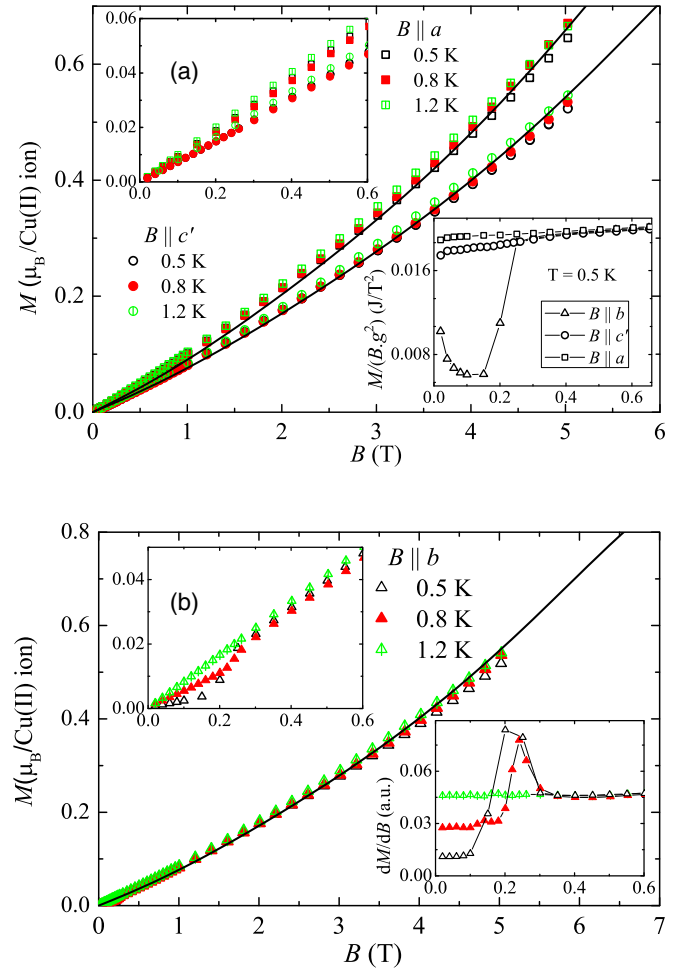 (a)
B || a
0.5 K
0.8 K
1.2 K
0.06
0.04
0.02
0.00
0.0 0.2 0.4 0.6
B || c'
0.5 K
0.8 K
1.2 K
T = 0.5 K
B || b
B || c'
B || a
M/(B.g²) (J/T²)
0.016
0.008
0.0 0.2 0.4 0.6
M (μB/Cu(II) ion)
0.6
0.4
0.2
0.0
0 1 2 3 4 5 6
B (T)
(b)
B || b
0.5 K
0.8 K
1.2 K
0.04
0.02
0.00
0.0 0.2 0.4 0.6
dM/dB (a.u.)
0.09
0.06
0.03
0.00
0.0 0.2 0.4 0.6
M(μB/Cu(II) ion)
0.8
0.6
0.4
0.2
0.0
0 1 2 3 4 5 6 7
B (T)